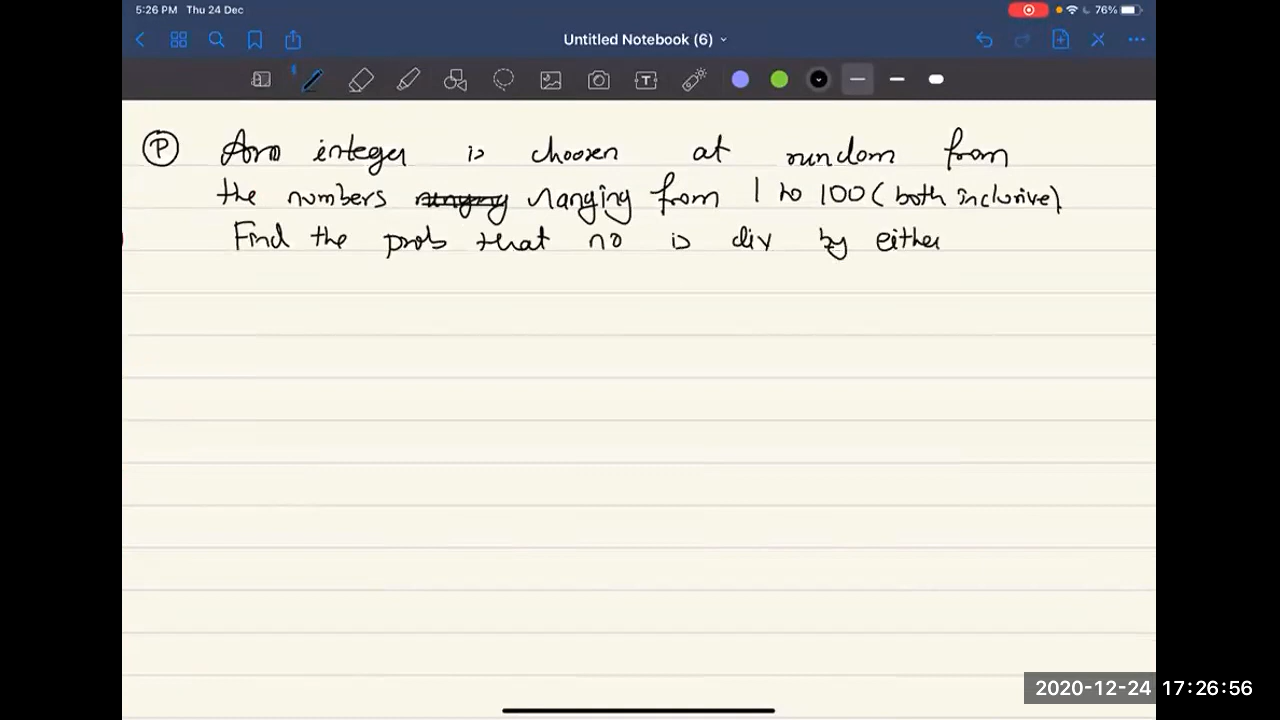 5:26 PM Thu 24 Dec
76%
Untitled Notebook (6)
P An integer is choosen at rundom from
the numbers ranging from 1 to 100 (both inclusive)
Find the prob that no is div by either
2020-12-24 17:26:56